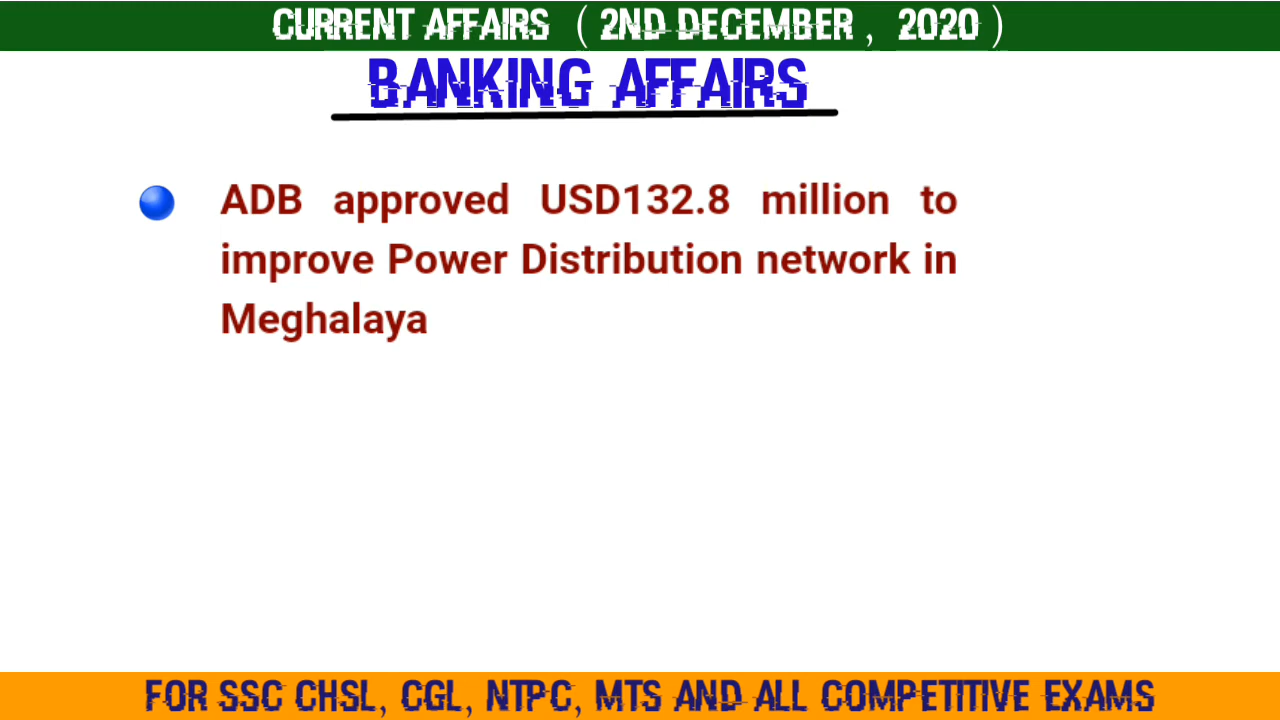 CURRENT AFFAIRS ( 2ND DECEMBER , 2020 )
BANKING AFFAIRS
ADB approved USD132.8 million to
improve Power Distribution network in
Meghalaya
FOR SSC CHSL, CGL, NTPC, MTS AND ALL COMPETITIVE EXAMS